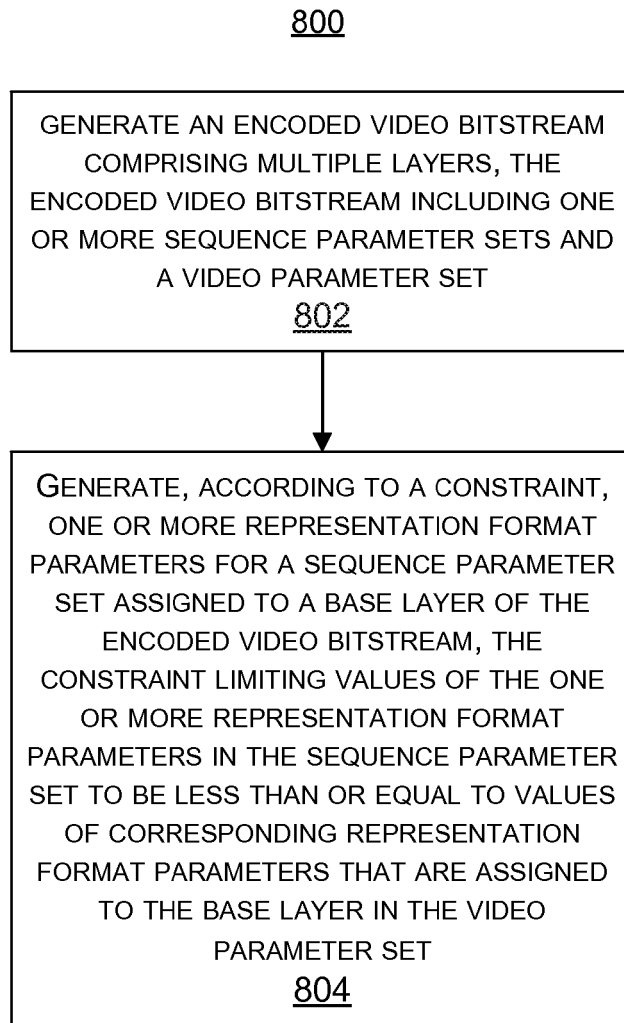 800
GENERATE AN ENCODED VIDEO BITSTREAM
COMPRISING MULTIPLE LAYERS, THE
ENCODED VIDEO BITSTREAM INCLUDING ONE
OR MORE SEQUENCE PARAMETER SETS AND
A VIDEO PARAMETER SET
802
GENERATE, ACCORDING TO A CONSTRAINT,
ONE OR MORE REPRESENTATION FORMAT
PARAMETERS FOR A SEQUENCE PARAMETER
SET ASSIGNED TO A BASE LAYER OF THE
ENCODED VIDEO BITSTREAM, THE
CONSTRAINT LIMITING VALUES OF THE ONE
OR MORE REPRESENTATION FORMAT
PARAMETERS IN THE SEQUENCE PARAMETER
SET TO BE LESS THAN OR EQUAL TO VALUES
OF CORRESPONDING REPRESENTATION
FORMAT PARAMETERS THAT ARE ASSIGNED
TO THE BASE LAYER IN THE VIDEO
PARAMETER SET
804